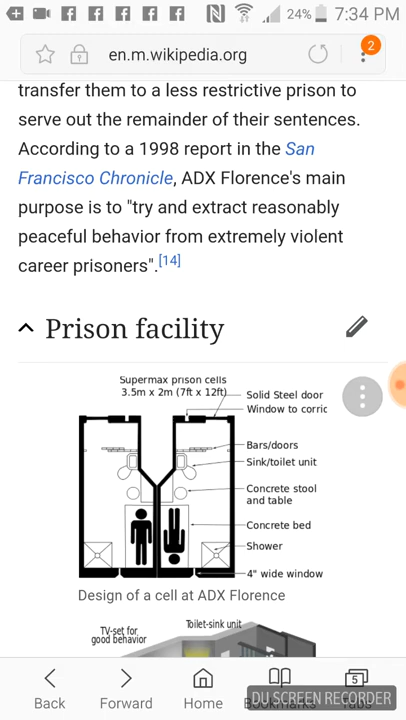 24% 7:34 PM
en.m.wikipedia.org
2
transfer them to a less restrictive prison to
serve out the remainder of their sentences.
According to a 1998 report in the San
Francisco Chronicle, ADX Florence's main
purpose is to "try and extract reasonably
peaceful behavior from extremely violent
career prisoners".[14]
Prison facility
Supermax prison cells
3.5m x 2m (7ft x 12ft)
Solid Steel door
Window to corric
Bars/doors
Sink/toilet unit
Concrete stool
and table
Concrete bed
Shower
4" wide window
Design of a cell at ADX Florence
Toilet-sink unit
TV-set for
good behavior
5
Back Forward Home Bookmarks Tabs
DU SCREEN RECORDER